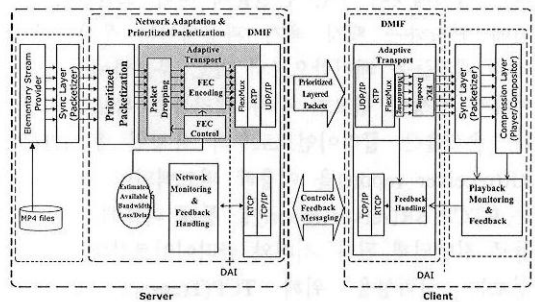 Network Adaptation &
Prioritized Packetization
DMIF
Adaptive
Transport
Elementary Stream
Provider
Sync Layer
(Packetizer)
Prioritized
Packetization
Packet
Dropping
FEC
Encoding
FEC
Control
FlexMux
RTP
UDP/IP
MP4 files
Estimated
Available
Bandwidth,
Loss/Delay
Network
Monitoring
&
Feedback
Handling
RTCP
TCP/IP
DAI
Server
Prioritized
Layered
Packets
Control&
Feedback
Messaging
DMIF
Adaptive
Transport
UDP/IP
RTP
FlexMux
FEC
Decoding
Sync Layer
(Packetizer)
Compression Layer
(Player/Compositor)
TCP/IP
RTCP
Feedback
Handling
Playback
Monitoring
&
Feedback
DAI
Client